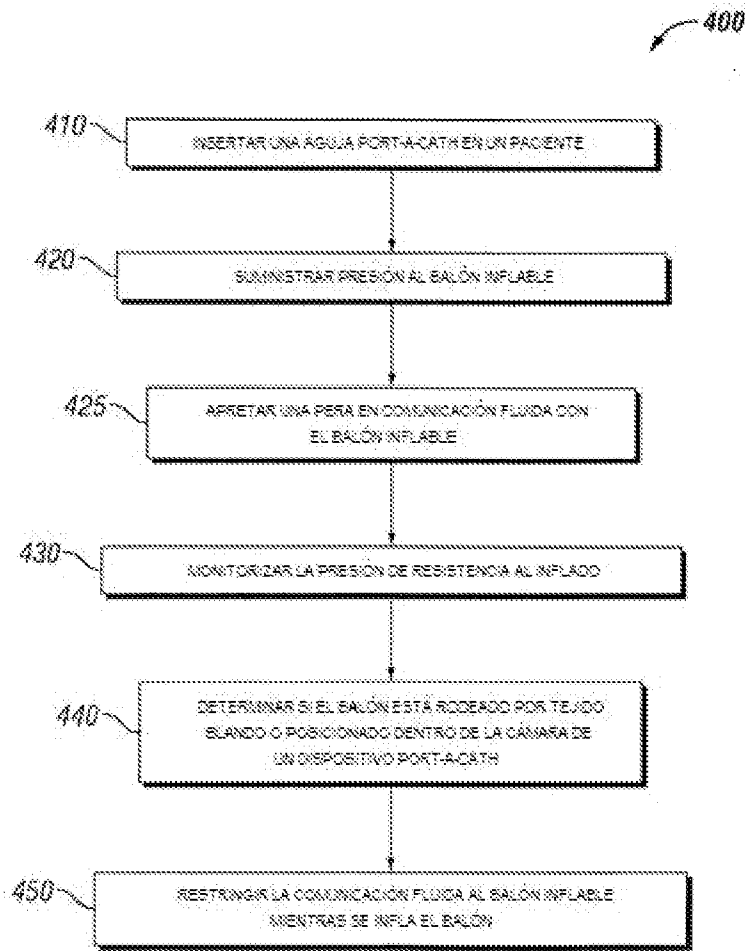 400
410
INSERTAR UNA AGUJA PORT-A-CATH EN UN PACIENTE
420
SUMINISTRAR PRESIÓN AL BALÓN INFLABLE
425
APRETAR UNA PERA EN COMUNICACIÓN FLUIDA CON
EL BALÓN INFLABLE
430
MONITORIZAR LA PRESIÓN DE RESISTENCIA AL INFLADO
440
DETERMINAR SI EL BALÓN ESTÁ RODEADO POR TEJIDO
BLANDO O POSICIONADO DENTRO DE LA CÁMARA DE
UN DISPOSITIVO PORT-A-CATH
450
RESTRINGIR LA COMUNICACIÓN FLUIDA AL BALÓN INFLABLE
MIENTRAS SE INFLA EL BALÓN